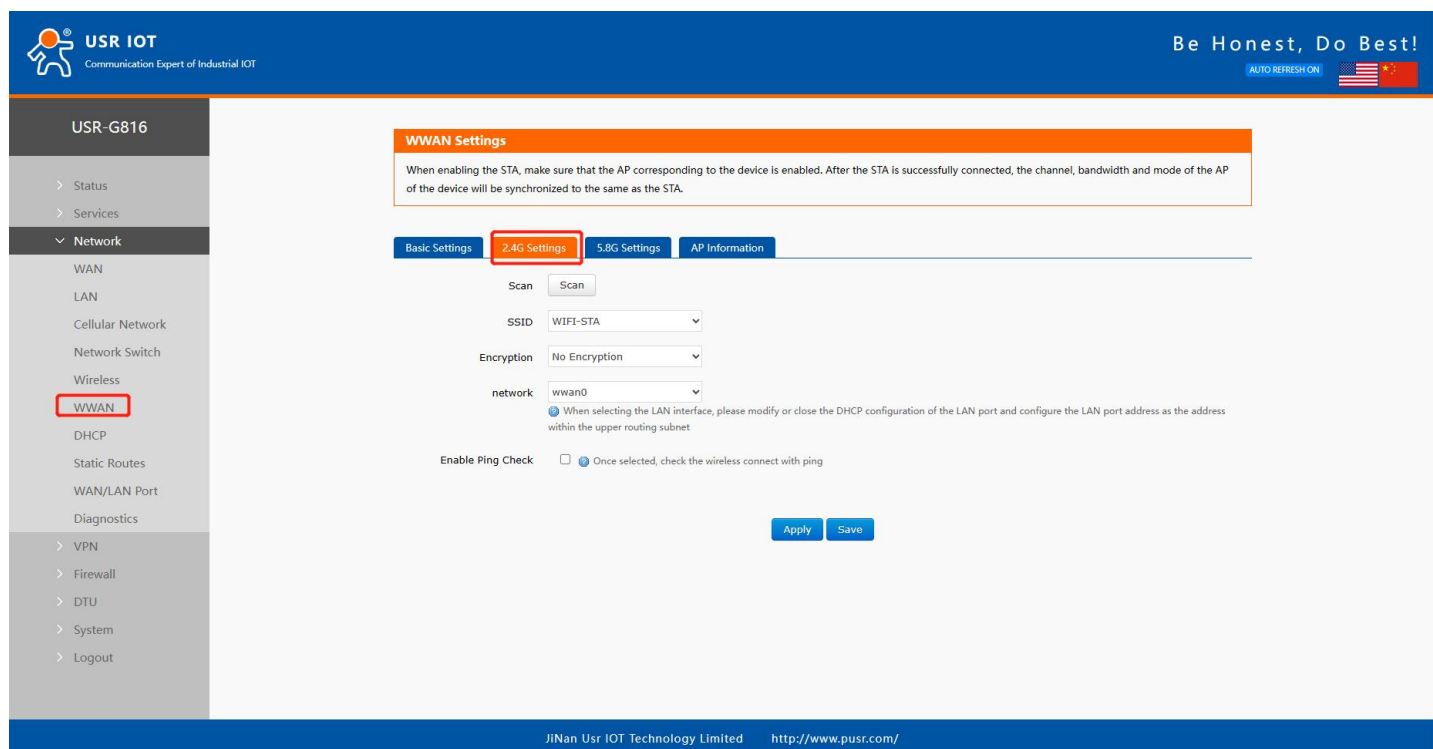 USR IOT
Communication Expert of Industrial IOT
Be Honest, Do Best!
AUTO REFRESH ON
USR-G816
Status
Services
Network
WAN
LAN
Cellular Network
Network Switch
Wireless
WWAN
DHCP
Static Routes
WAN/LAN Port
Diagnostics
VPN
Firewall
DTU
System
Logout
WWAN Settings
When enabling the STA, make sure that the AP corresponding to the device is enabled. After the STA is successfully connected, the channel, bandwidth and mode of the AP
of the device will be synchronized to the same as the STA.
Basic Settings 2.4G Settings 5.8G Settings AP Information
Scan Scan
SSID WIFI-STA
Encryption No Encryption
network wwan0
When selecting the LAN interface, please modify or close the DHCP configuration of the LAN port and configure the LAN port address as the address
within the upper routing subnet
Enable Ping Check Once selected, check the wireless connect with ping
Apply Save
JiNan Usr IOT Technology Limited http://www.pusr.com/